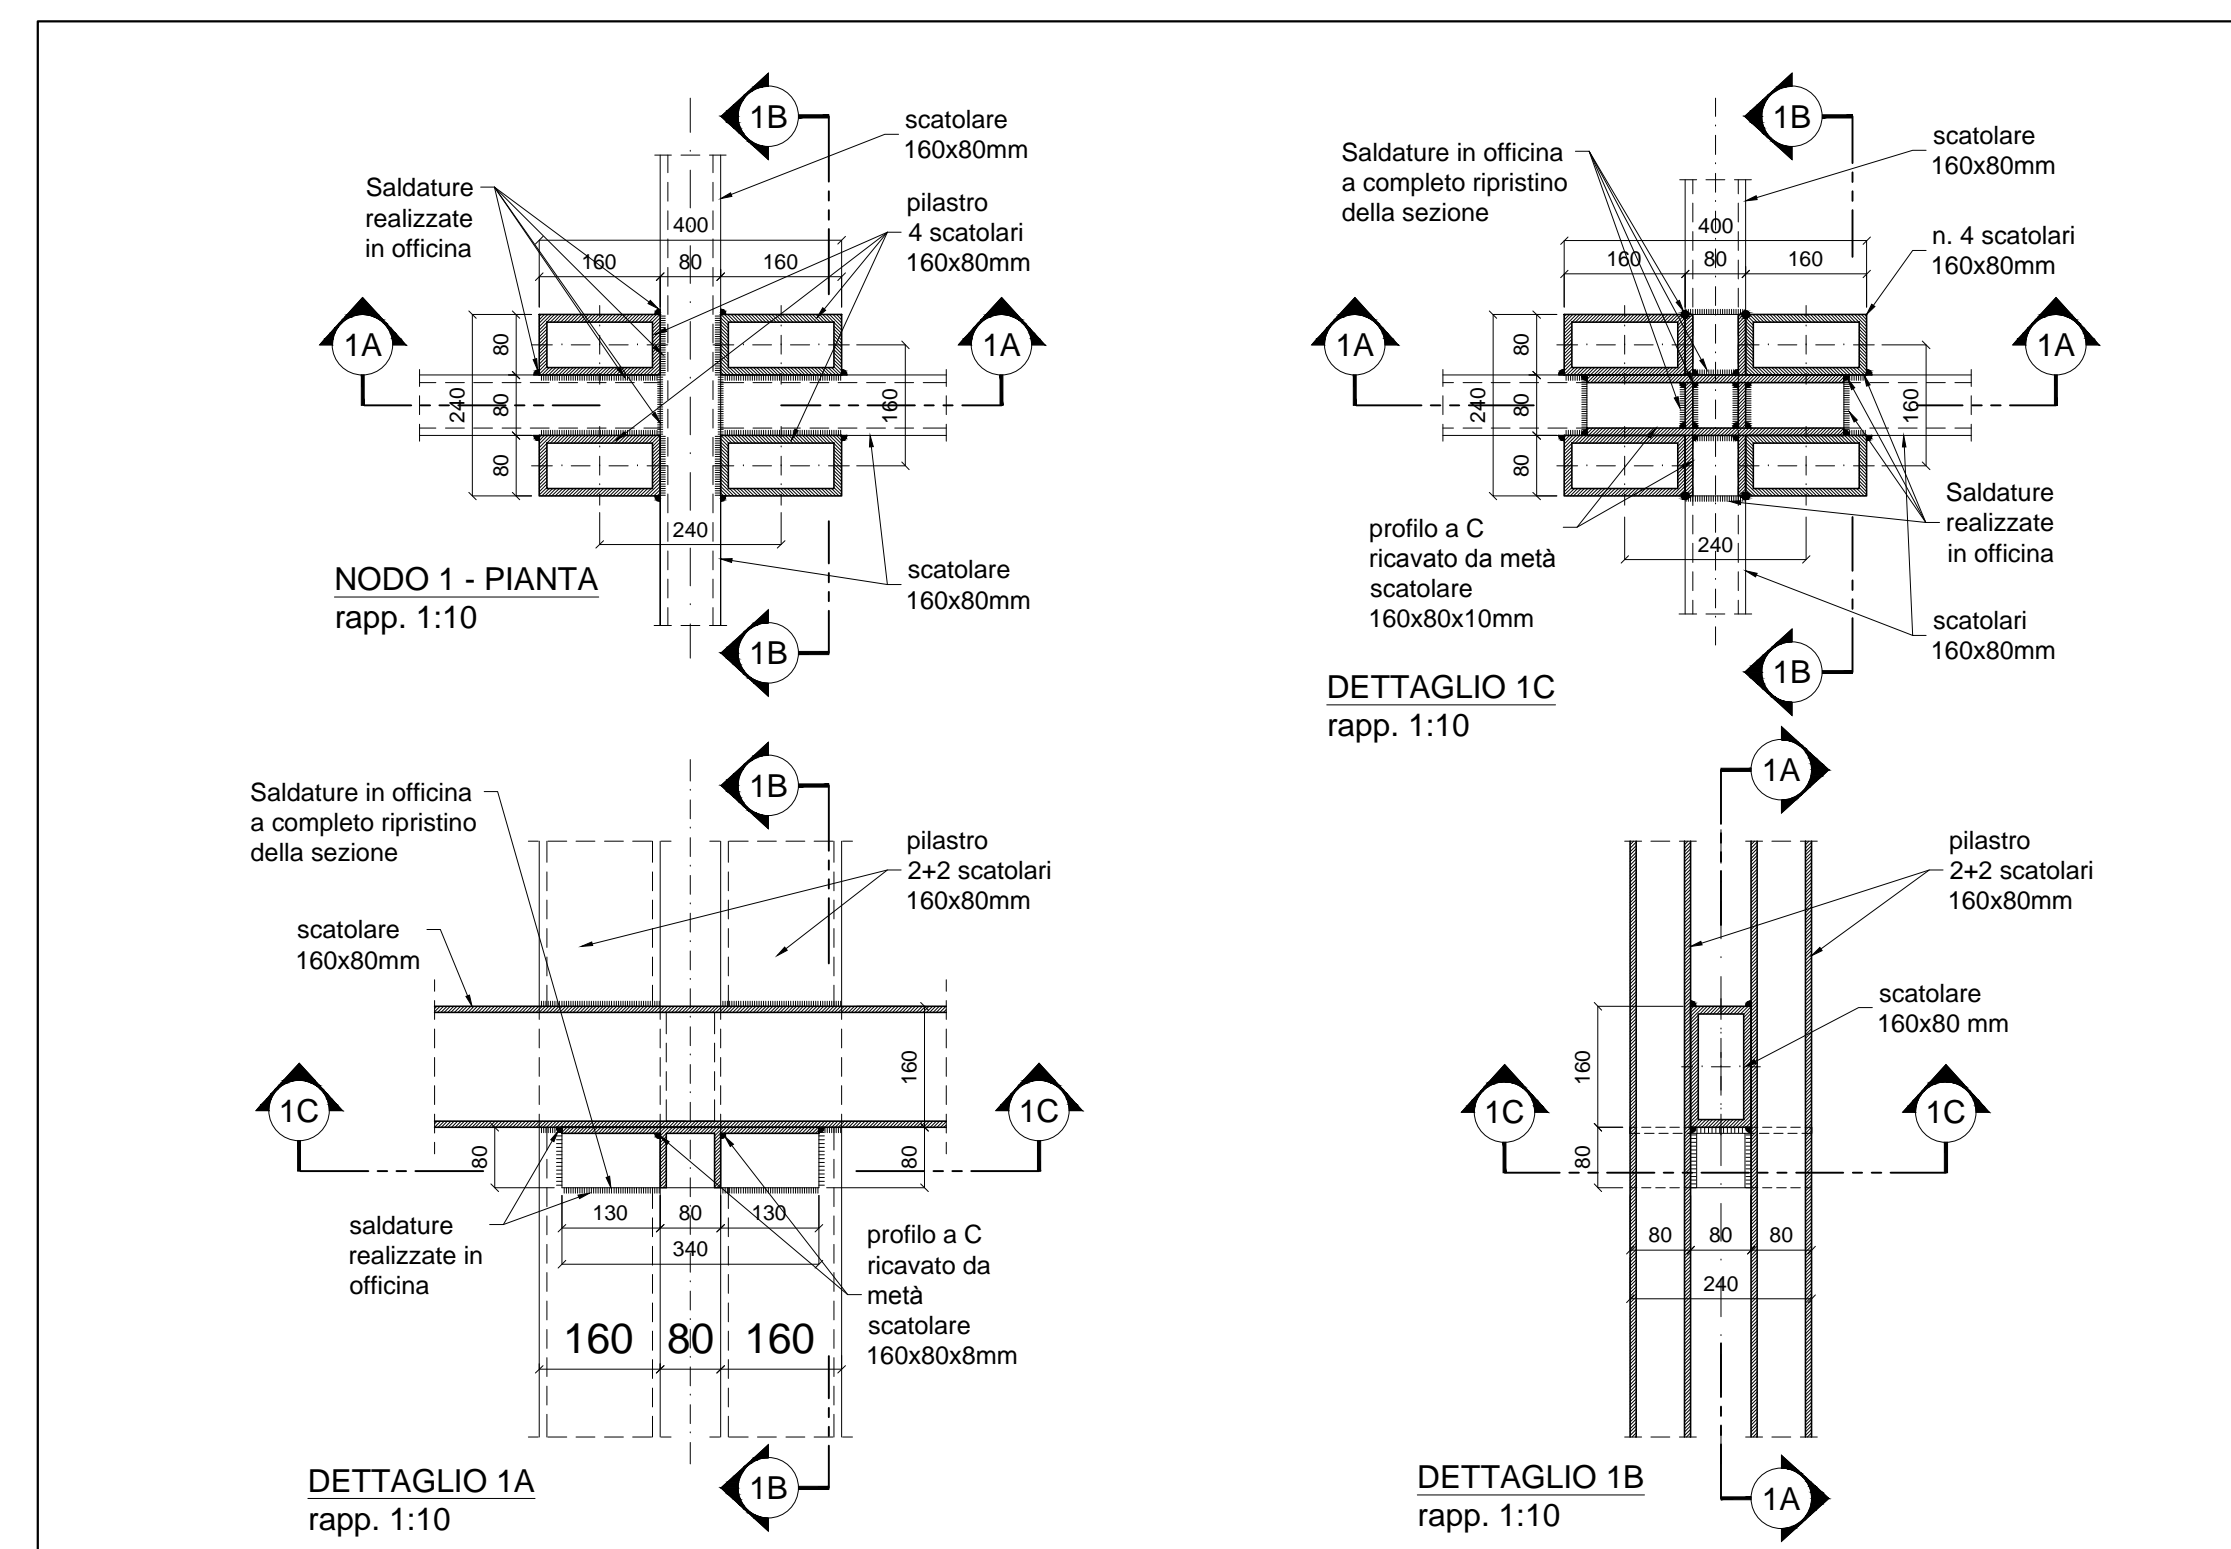 1B
scatolare
160x80mm
Saldature
realizzate
in officina
pilastro
4 scatolari
160x80mm
400
160
80
160
1A
1A
80
240
80
80
160
240
scatolare
160x80mm
NODO 1 - PIANTA
rapp. 1:10
1B
1B
Saldature in officina
a completo ripristino
della sezione
scatolare
160x80mm
n. 4 scatolari
160x80mm
400
160
80
160
1A
1A
80
240
80
80
160
240
profilo a C
ricavato da metà
scatolare
160x80x10mm
Saldature
realizzate
in officina
scatolari
160x80mm
1B
DETTAGLIO 1C
rapp. 1:10
1B
Saldature in officina
a completo ripristino
della sezione
pilastro
2+2 scatolari
160x80mm
scatolare
160x80mm
160
1C
1C
80
80
130
80
130
340
saldature
realizzate in
officina
profilo a C
ricavato da
metà
scatolare
160x80x8mm
160
80
160
DETTAGLIO 1A
rapp. 1:10
1B
1A
pilastro
2+2 scatolari
160x80mm
scatolare
160x80 mm
160
1C
1C
80
80
80
80
240
DETTAGLIO 1B
rapp. 1:10
1A